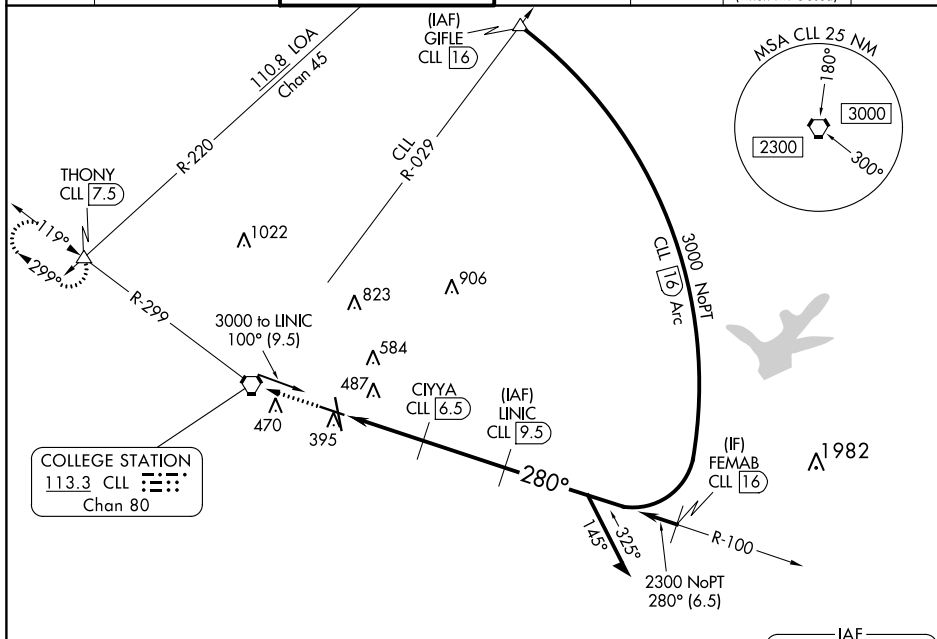 (IAF)
GIFLE
CLL 16
110.8 LOA
Chan 45
R-220
CLL
R-029
MSA CLL 25 NM
180°
3000
2300
300°
THONY
CLL 7.5
119°
299°
R-299
1022
823
906
3000 NoPT
CLL 16 Arc
3000 to LINIC
100° (9.5)
584
487
470
395
CIYYA
CLL 6.5
(IAF)
LINIC
CLL 9.5
280°
(IF)
FEMAB
CLL 16
1982
COLLEGE STATION
113.3 CLL
Chan 80
145°
325°
R-100
2300 NoPT
280° (6.5)
IAF